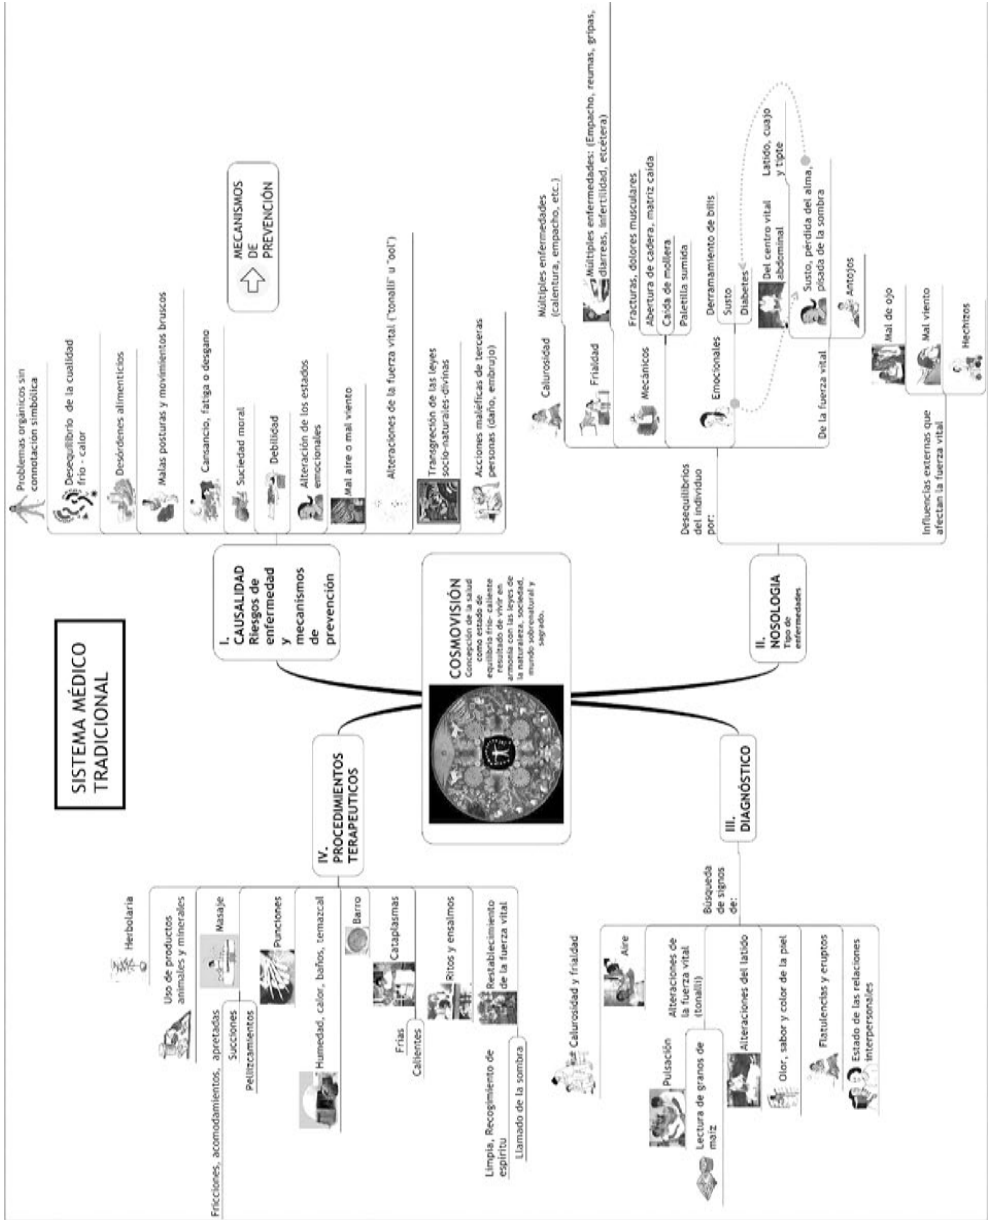 SISTEMA MÉDICO
TRADICIONAL
COSMOVISIÓN
Concepción de la salud
como estado de
equilibrio frío- caliente
resultado de vivir en
armonía con las leyes de
la naturaleza, sociedad,
mundo sobrenatural y
sagrado.
I.
CAUSALIDAD
Riesgos de
enfermedad
y
mecanismos
de
prevención
Problemas orgánicos sin
connotación simbólica
Desequilibrio de la cualidad
frío - calor
Desórdenes alimenticios
Malas posturas y movimientos bruscos
Cansancio, fatiga o desgano
Suciedad moral
Debilidad
Alteración de los estados
emocionales
Mal aire o mal viento
Alteraciones de la fuerza vital ("tonalli" u "ool")
Transgreción de las leyes
socio-naturales-divinas
Acciones maléficas de terceras
personas (daño, embrujo)
MECANISMOS
DE
PREVENCIÓN
II.
NOSOLOGIA
Tipo de
enfermedades
Desequilibrios
del individuo
por:
Calurosidad
Múltiples enfermedades
(calentura, empacho, etc.)
Frialdad
Múltiples enfermedades: (Empacho, reumas, gripas,
diarreas, infertilidad, etcétera)
Mecánicos
Fracturas, dolores musculares
Abertura de cadera, matriz caída
Caída de mollera
Paletilla sumida
Emocionales
Derramamiento de bilis
Susto
Diabetes
De la fuerza vital
Del centro vital
abdominal
Latido, cuajo
y tipte
Susto, pérdida del alma,
pisada de la sombra
Antojos
Influencias externas que
afectan la fuerza vital
Mal de ojo
Mal viento
Hechizos
III.
DIAGNÓSTICO
Búsqueda
de signos
de:
Calurosidad y frialdad
Aire
Alteraciones de
la fuerza vital
(tonalli)
Pulsación
Lectura de granos de
maíz
Alteraciones del latido
Olor, sabor y color de la piel
Flatulencias y eruptos
Estado de las relaciones
interpersonales
IV.
PROCEDIMIENTOS
TERAPEUTICOS
Herbolaria
Uso de productos
animales y minerales
Masaje
Fricciones, acomodamientos, apretadas
Succiones
Pellizcamientos
Punciones
Humedad, calor, baños, temazcal
Barro
Cataplasmas
Frías
Calientes
Ritos y ensalmos
Restablecimiento
de la fuerza vital
Limpia, Recogimiento de
espíritu
Llamado de la sombra